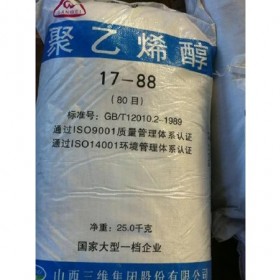 聚乙烯醇
17-88
(80目)
标准号：GB/T12010.2-1989
通过ISO9001质量管理体系认证
通过ISO14001环境管理体系认证
净重：25.0千克
国家大型一档企业
山西三维集团股份有限公司